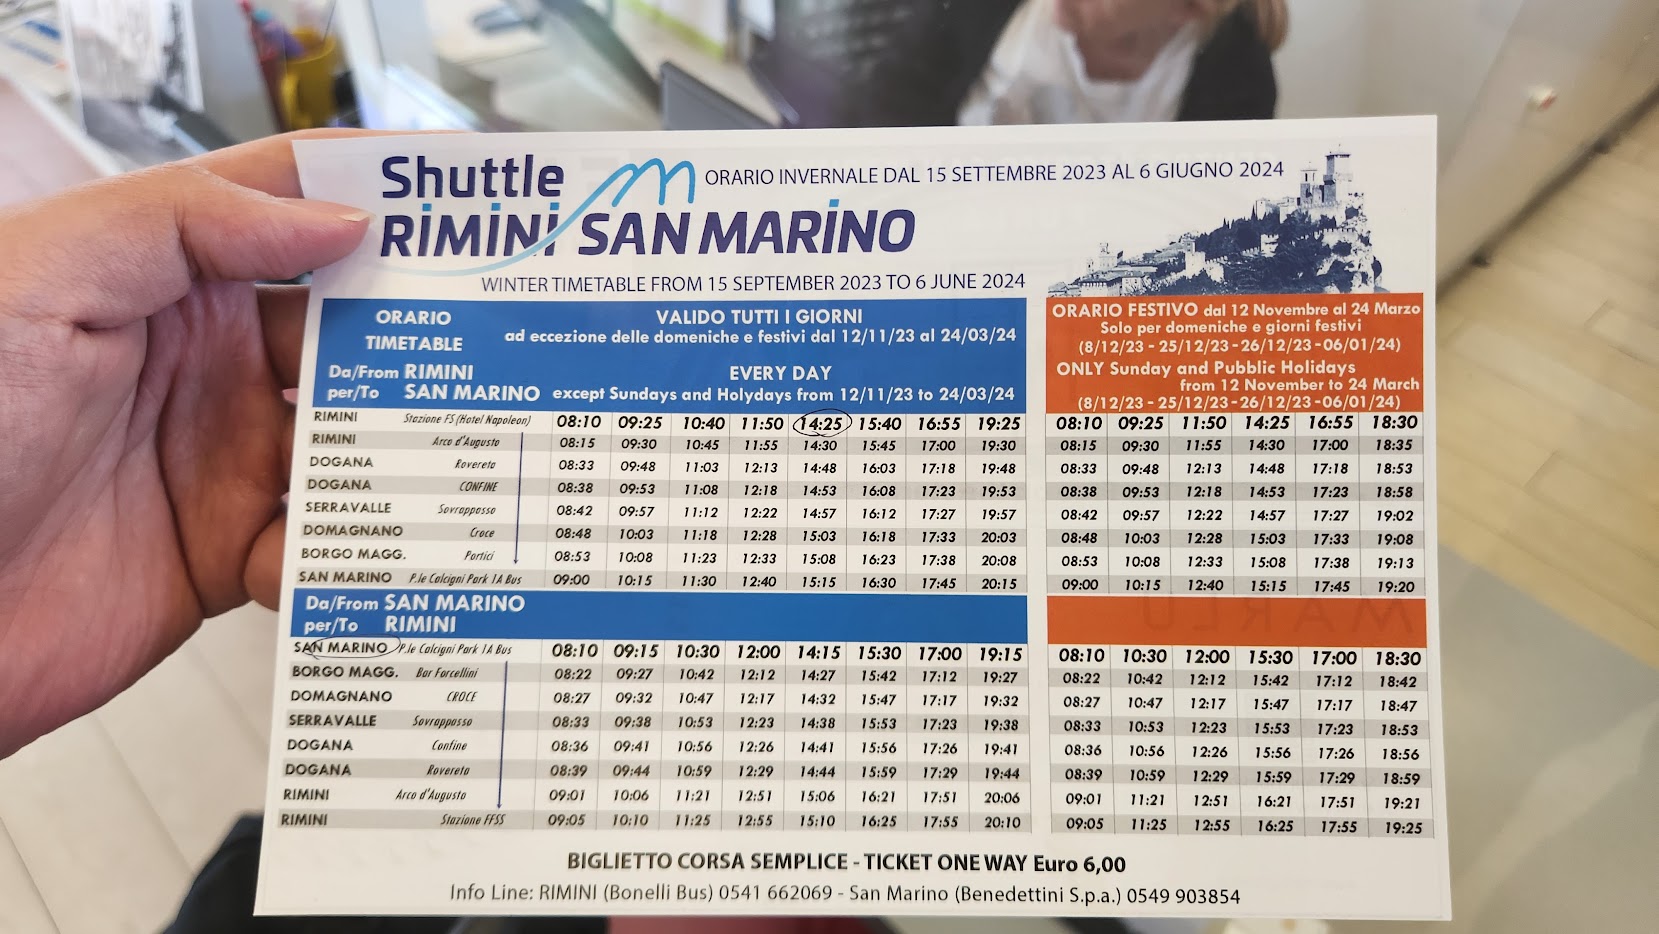 Shuttle
RIMINI SAN MARINO
ORARIO INVERNALE DAL 15 SETTEMBRE 2023 AL 6 GIUGNO 2024
WINTER TIMETABLE FROM 15 SEPTEMBER 2023 TO 6 JUNE 2024
ORARIO
TIMETABLE
VALIDO TUTTI I GIORNI
ad eccezione delle domeniche e festivi dal 12/11/23 al 24/03/24
Da/From RIMINI
per/To SAN MARINO
EVERY DAY
except Sundays and Holydays from 12/11/23 to 24/03/24
ORARIO FESTIVO dal 12 Novembre al 24 Marzo
Solo per domeniche e giorni festivi
(8/12/23 - 25/12/23 -26/12/23 -06/01/24)
ONLY Sunday and Pubblic Holidays
from 12 November to 24 March
(8/12/23 - 25/12/23 -26/12/23 -06/01/24)
RIMINI Stazione FS (Hotel Napoleon) 08:10 09:25 10:40 11:50 14:25 15:40 16:55 19:25 08:10 09:25 11:50 14:25 16:55 18:30
RIMINI Arco d'Augusto 08:15 09:30 10:45 11:55 14:30 15:45 17:00 19:30 08:15 09:30 11:55 14:30 17:00 18:35
DOGANA Rovereta 08:33 09:48 11:03 12:13 14:48 16:03 17:18 19:48 08:33 09:48 12:13 14:48 17:18 18:53
DOGANA CONFINE 08:38 09:53 11:08 12:18 14:53 16:08 17:23 19:53 08:38 09:53 12:18 14:53 17:23 18:58
SERRAVALLE Sovrappasso 08:42 09:57 11:12 12:22 14:57 16:12 17:27 19:57 08:42 09:57 12:22 14:57 17:27 19:02
DOMAGNANO Croce 08:48 10:03 11:18 12:28 15:03 16:18 17:33 20:03 08:48 10:03 12:28 15:03 17:33 19:08
BORGO MAGG. Portici 08:53 10:08 11:23 12:33 15:08 16:23 17:38 20:08 08:53 10:08 12:33 15:08 17:38 19:13
SAN MARINO P.le Calcigni Park 1A Bus 09:00 10:15 11:30 12:40 15:15 16:30 17:45 20:15 09:00 10:15 12:40 15:15 17:45 19:20
Da/From SAN MARINO
per/To RIMINI
SAN MARINO P.le Calcigni Park 1A Bus 08:10 09:15 10:30 12:00 14:15 15:30 17:00 19:15 08:10 10:30 12:00 15:30 17:00 18:30
BORGO MAGG. Bar Forcellini 08:22 09:27 10:42 12:12 14:27 15:42 17:12 19:27 08:22 10:42 12:12 15:42 17:12 18:42
DOMAGNANO CROCE 08:27 09:32 10:47 12:17 14:32 15:47 17:17 19:32 08:27 10:47 12:17 15:47 17:17 18:47
SERRAVALLE Sovrappasso 08:33 09:38 10:53 12:23 14:38 15:53 17:23 19:38 08:33 10:53 12:23 15:53 17:23 18:53
DOGANA Confine 08:36 09:41 10:56 12:26 14:41 15:56 17:26 19:41 08:36 10:56 12:26 15:56 17:26 18:56
DOGANA Rovereta 08:39 09:44 10:59 12:29 14:44 15:59 17:29 19:44 08:39 10:59 12:29 15:59 17:29 18:59
RIMINI Arco d'Augusto 09:01 10:06 11:21 12:51 15:06 16:21 17:51 20:06 09:01 11:21 12:51 16:21 17:51 19:21
RIMINI Stazione FFSS 09:05 10:10 11:25 12:55 15:10 16:25 17:55 20:10 09:05 11:25 12:55 16:25 17:55 19:25
BIGLIETTO CORSA SEMPLICE - TICKET ONE WAY Euro 6,00
Info Line: RIMINI (Bonelli Bus) 0541 662069 - San Marino (Benedettini S.p.a.) 0549 903854